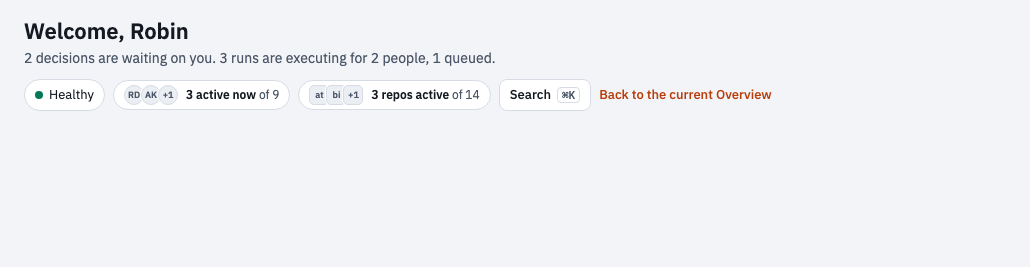 Welcome, Robin
2 decisions are waiting on you. 3 runs are executing for 2 people, 1 queued.
Healthy RD AK +1 3 active now of 9 at bi +1 3 repos active of 14 Search ⌘K Back to the current Overview